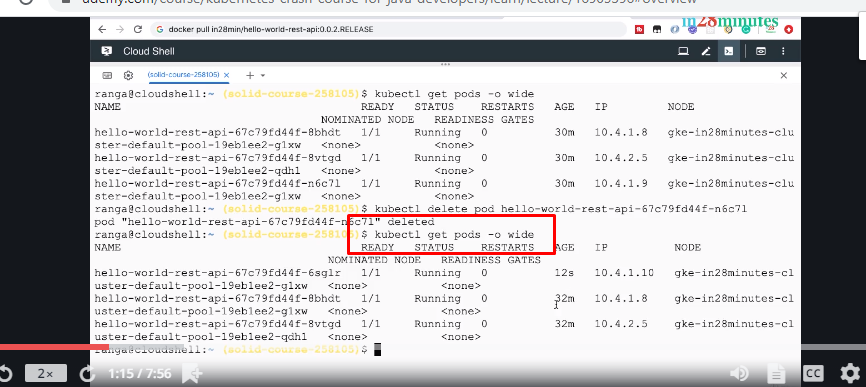 udemy.com/course/kubernetes-crash-course-for-java-developers/learn/lecture/16965396#overview
docker pull in28min/hello-world-rest-api:0.0.2.RELEASE
in28minutes
Cloud Shell
(solid-course-258105) × +
ranga@cloudshell:~ (solid-course-258105)$ kubectl get pods -o wide
NAME READY STATUS RESTARTS AGE IP NODE
NOMINATED NODE READINESS GATES
hello-world-rest-api-67c79fd44f-8bhdt 1/1 Running 0 30m 10.4.1.8 gke-in28minutes-clu
ster-default-pool-19eb1ee2-g1xw <none> <none>
hello-world-rest-api-67c79fd44f-8vtgd 1/1 Running 0 30m 10.4.2.5 gke-in28minutes-clu
ster-default-pool-19eb1ee2-qdh1 <none> <none>
hello-world-rest-api-67c79fd44f-n6c7l 1/1 Running 0 30m 10.4.1.9 gke-in28minutes-clu
ster-default-pool-19eb1ee2-g1xw <none> <none>
ranga@cloudshell:~ (solid-course-258105)$ kubectl delete pod hello-world-rest-api-67c79fd44f-n6c7l
pod "hello-world-rest-api-67c79fd44f-n6c7l" deleted
ranga@cloudshell:~ (solid-course-258105)$ kubectl get pods -o wide
NAME READY STATUS RESTARTS AGE IP NODE
NOMINATED NODE READINESS GATES
hello-world-rest-api-67c79fd44f-6sglr 1/1 Running 0 12s 10.4.1.10 gke-in28minutes-cl
uster-default-pool-19eb1ee2-g1xw <none> <none>
hello-world-rest-api-67c79fd44f-8bhdt 1/1 Running 0 32m 10.4.1.8 gke-in28minutes-cl
uster-default-pool-19eb1ee2-g1xw <none> <none>
hello-world-rest-api-67c79fd44f-8vtgd 1/1 Running 0 32m 10.4.2.5 gke-in28minutes-cl
uster-default-pool-19eb1ee2-qdh1 <none> <none>
ranga@cloudshell:~ (solid-course-258105)$
2× 1:15 / 7:56 CC